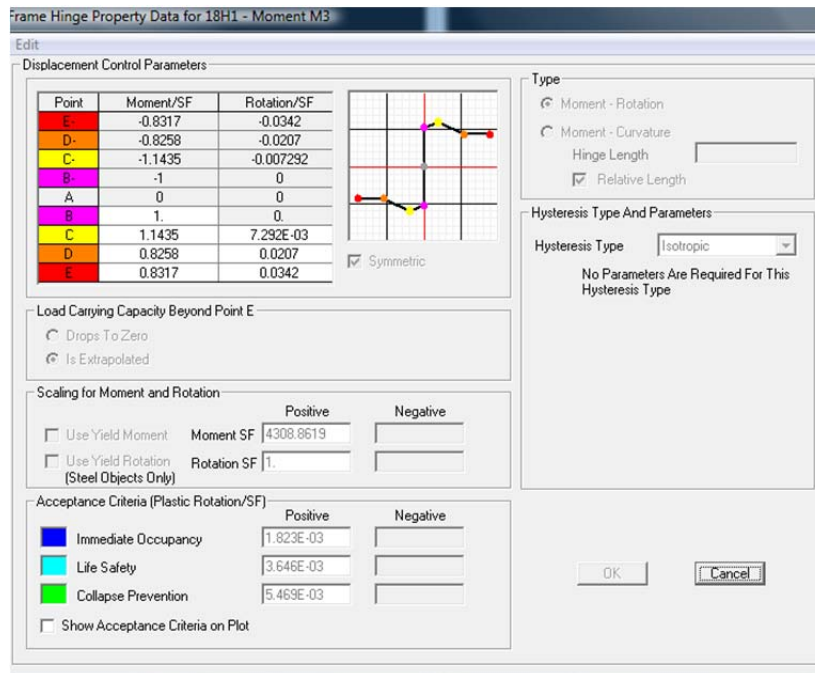 Frame Hinge Property Data for 18H1 - Moment M3
Edit
Displacement Control Parameters
Point Moment/SF Rotation/SF
E- -0.8317 -0.0342
D- -0.8258 -0.0207
C- -1.1435 -0.007292
B- -1 0
A 0 0
B 1. 0.
C 1.1435 7.292E-03
D 0.8258 0.0207
E 0.8317 0.0342
Symmetric
Load Carrying Capacity Beyond Point E
Drops To Zero
Is Extrapolated
Scaling for Moment and Rotation
Positive Negative
Use Yield Moment Moment SF 4308.8619
Use Yield Rotation Rotation SF 1.
(Steel Objects Only)
Acceptance Criteria (Plastic Rotation/SF)
Positive Negative
Immediate Occupancy 1.823E-03
Life Safety 3.646E-03
Collapse Prevention 5.469E-03
Show Acceptance Criteria on Plot
Type
Moment - Rotation
Moment - Curvature
Hinge Length
Relative Length
Hysteresis Type And Parameters
Hysteresis Type Isotropic
No Parameters Are Required For This
Hysteresis Type
OK Cancel